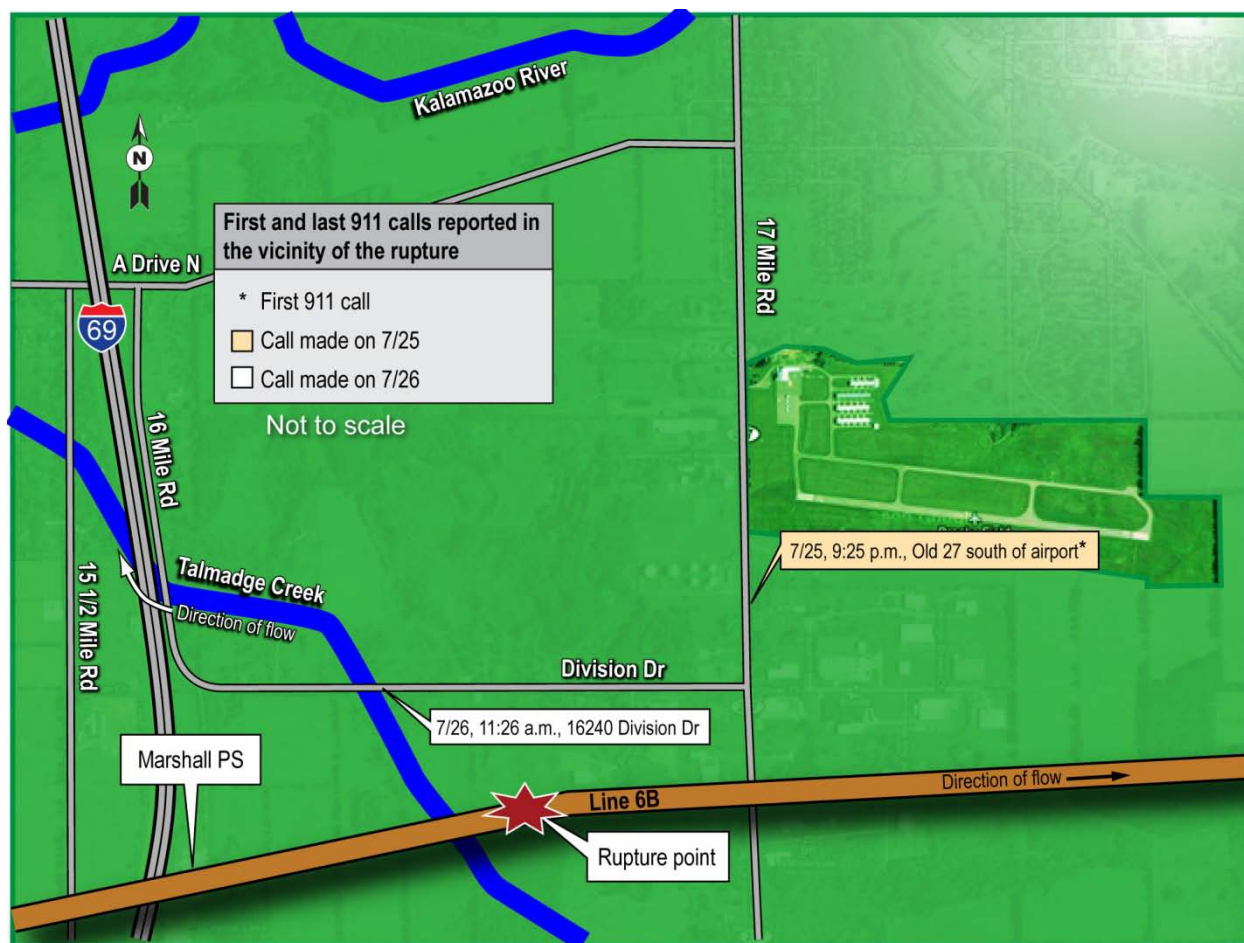 Kalamazoo River
N
First and last 911 calls reported in
the vicinity of the rupture
* First 911 call
Call made on 7/25
Call made on 7/26
Not to scale
A Drive N
69
17 Mile Rd
16 Mile Rd
15 1/2 Mile Rd
7/25, 9:25 p.m., Old 27 south of airport*
Talmadge Creek
Direction of flow
Division Dr
7/26, 11:26 a.m., 16240 Division Dr
Marshall PS
Direction of flow
Line 6B
Rupture point